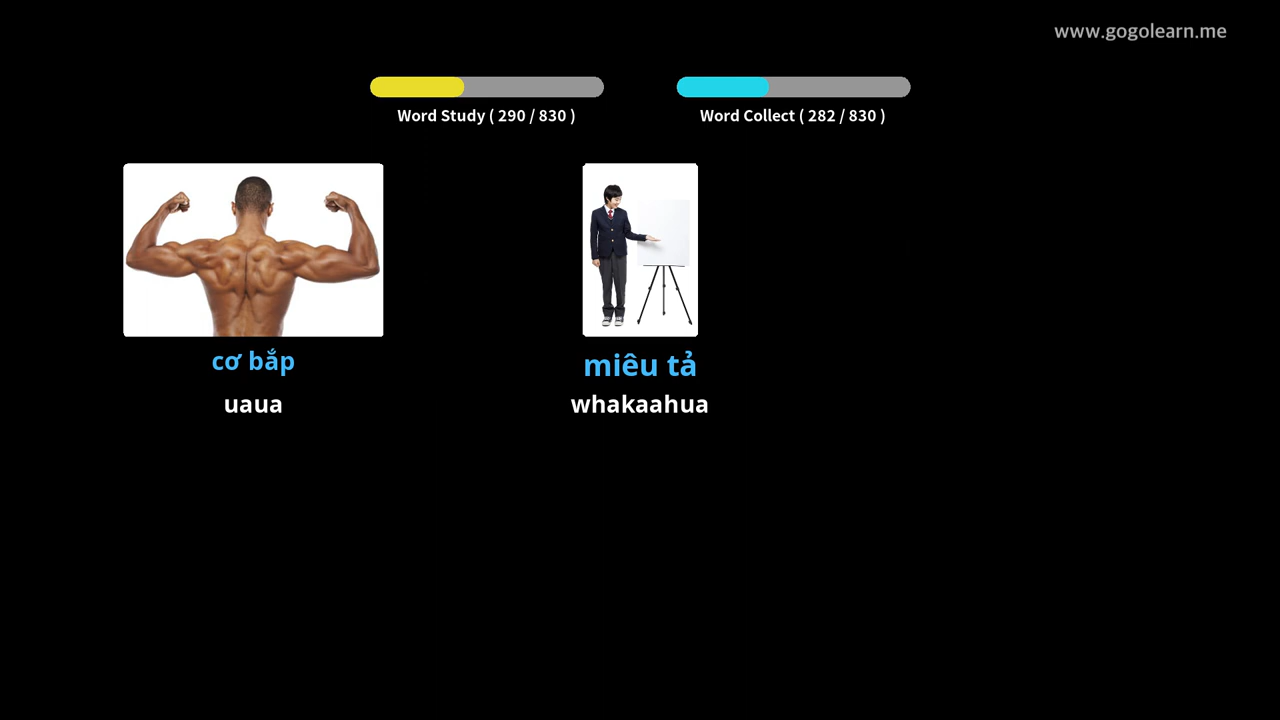 www.gogolearn.me
Word Study ( 290 / 830 )
Word Collect ( 282 / 830 )
cơ bắp
uaua
miêu tả
whakaahua